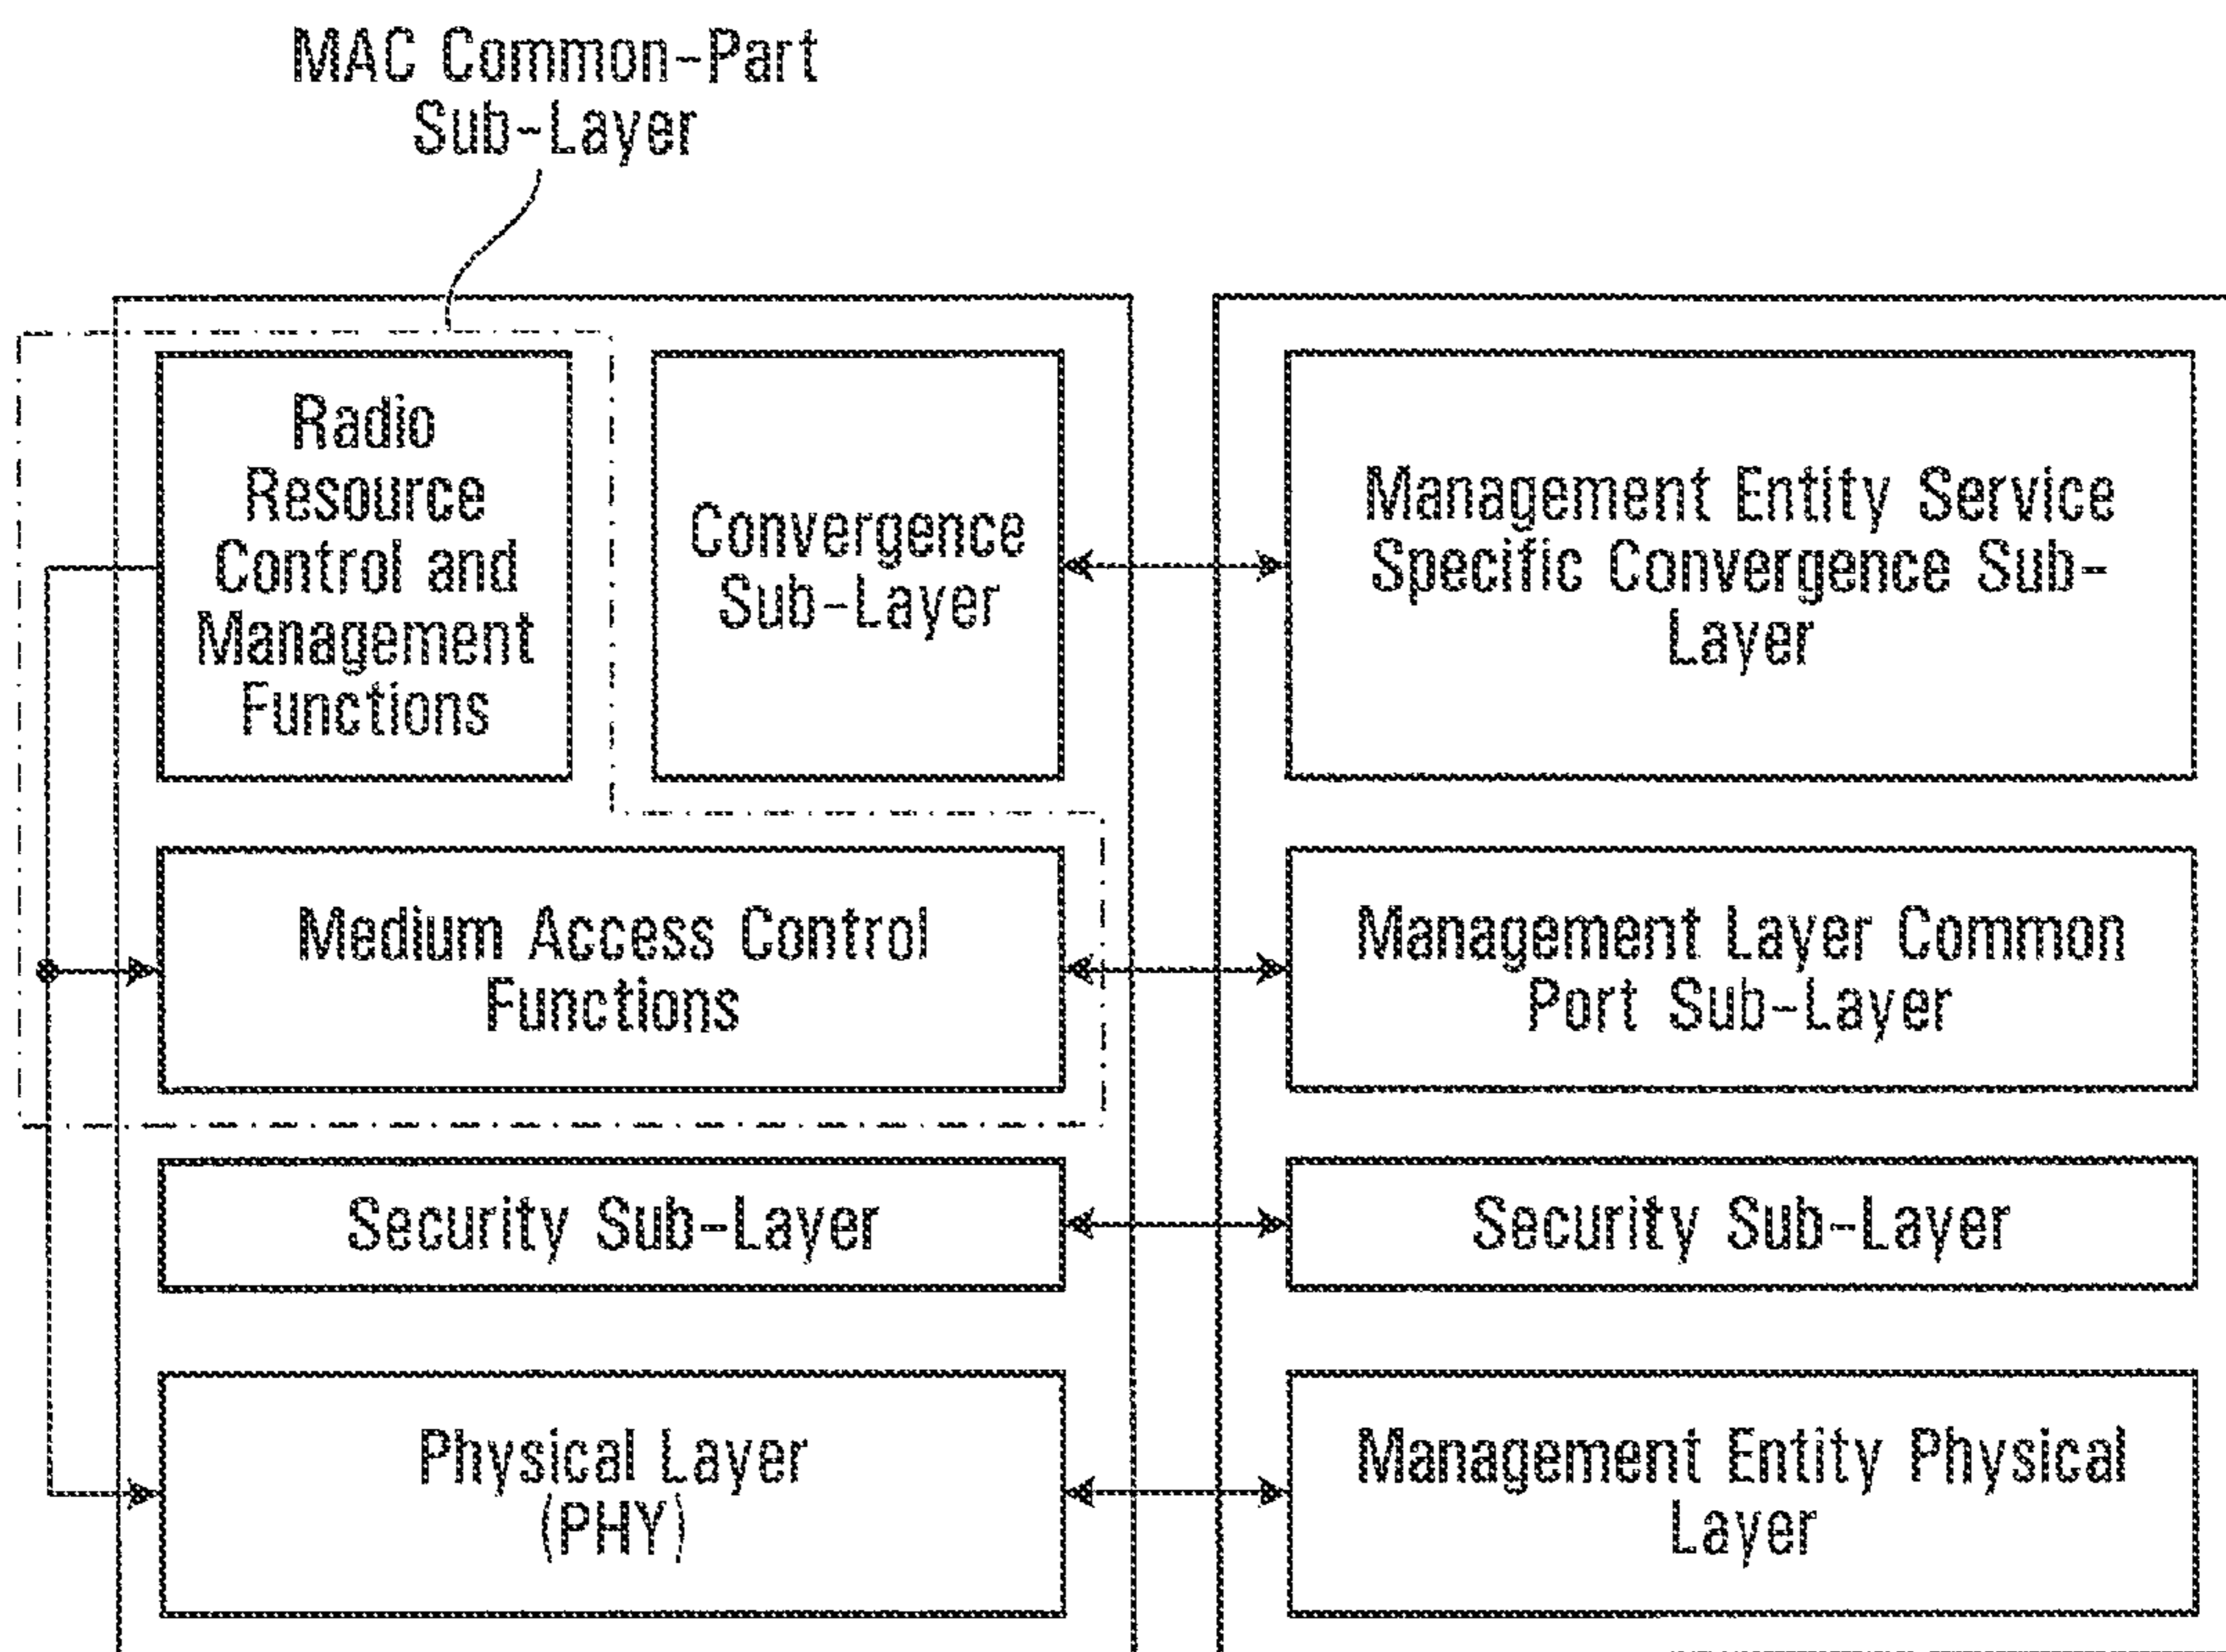 MAC Common-Part
Sub-Layer
Radio
Resource
Control and
Management
Functions
Convergence
Sub-Layer
Management Entity Service
Specific Convergence Sub-
Layer
Medium Access Control
Functions
Management Layer Common
Port Sub-Layer
Security Sub-Layer
Security Sub-Layer
Physical Layer
(PHY)
Management Entity Physical
Layer